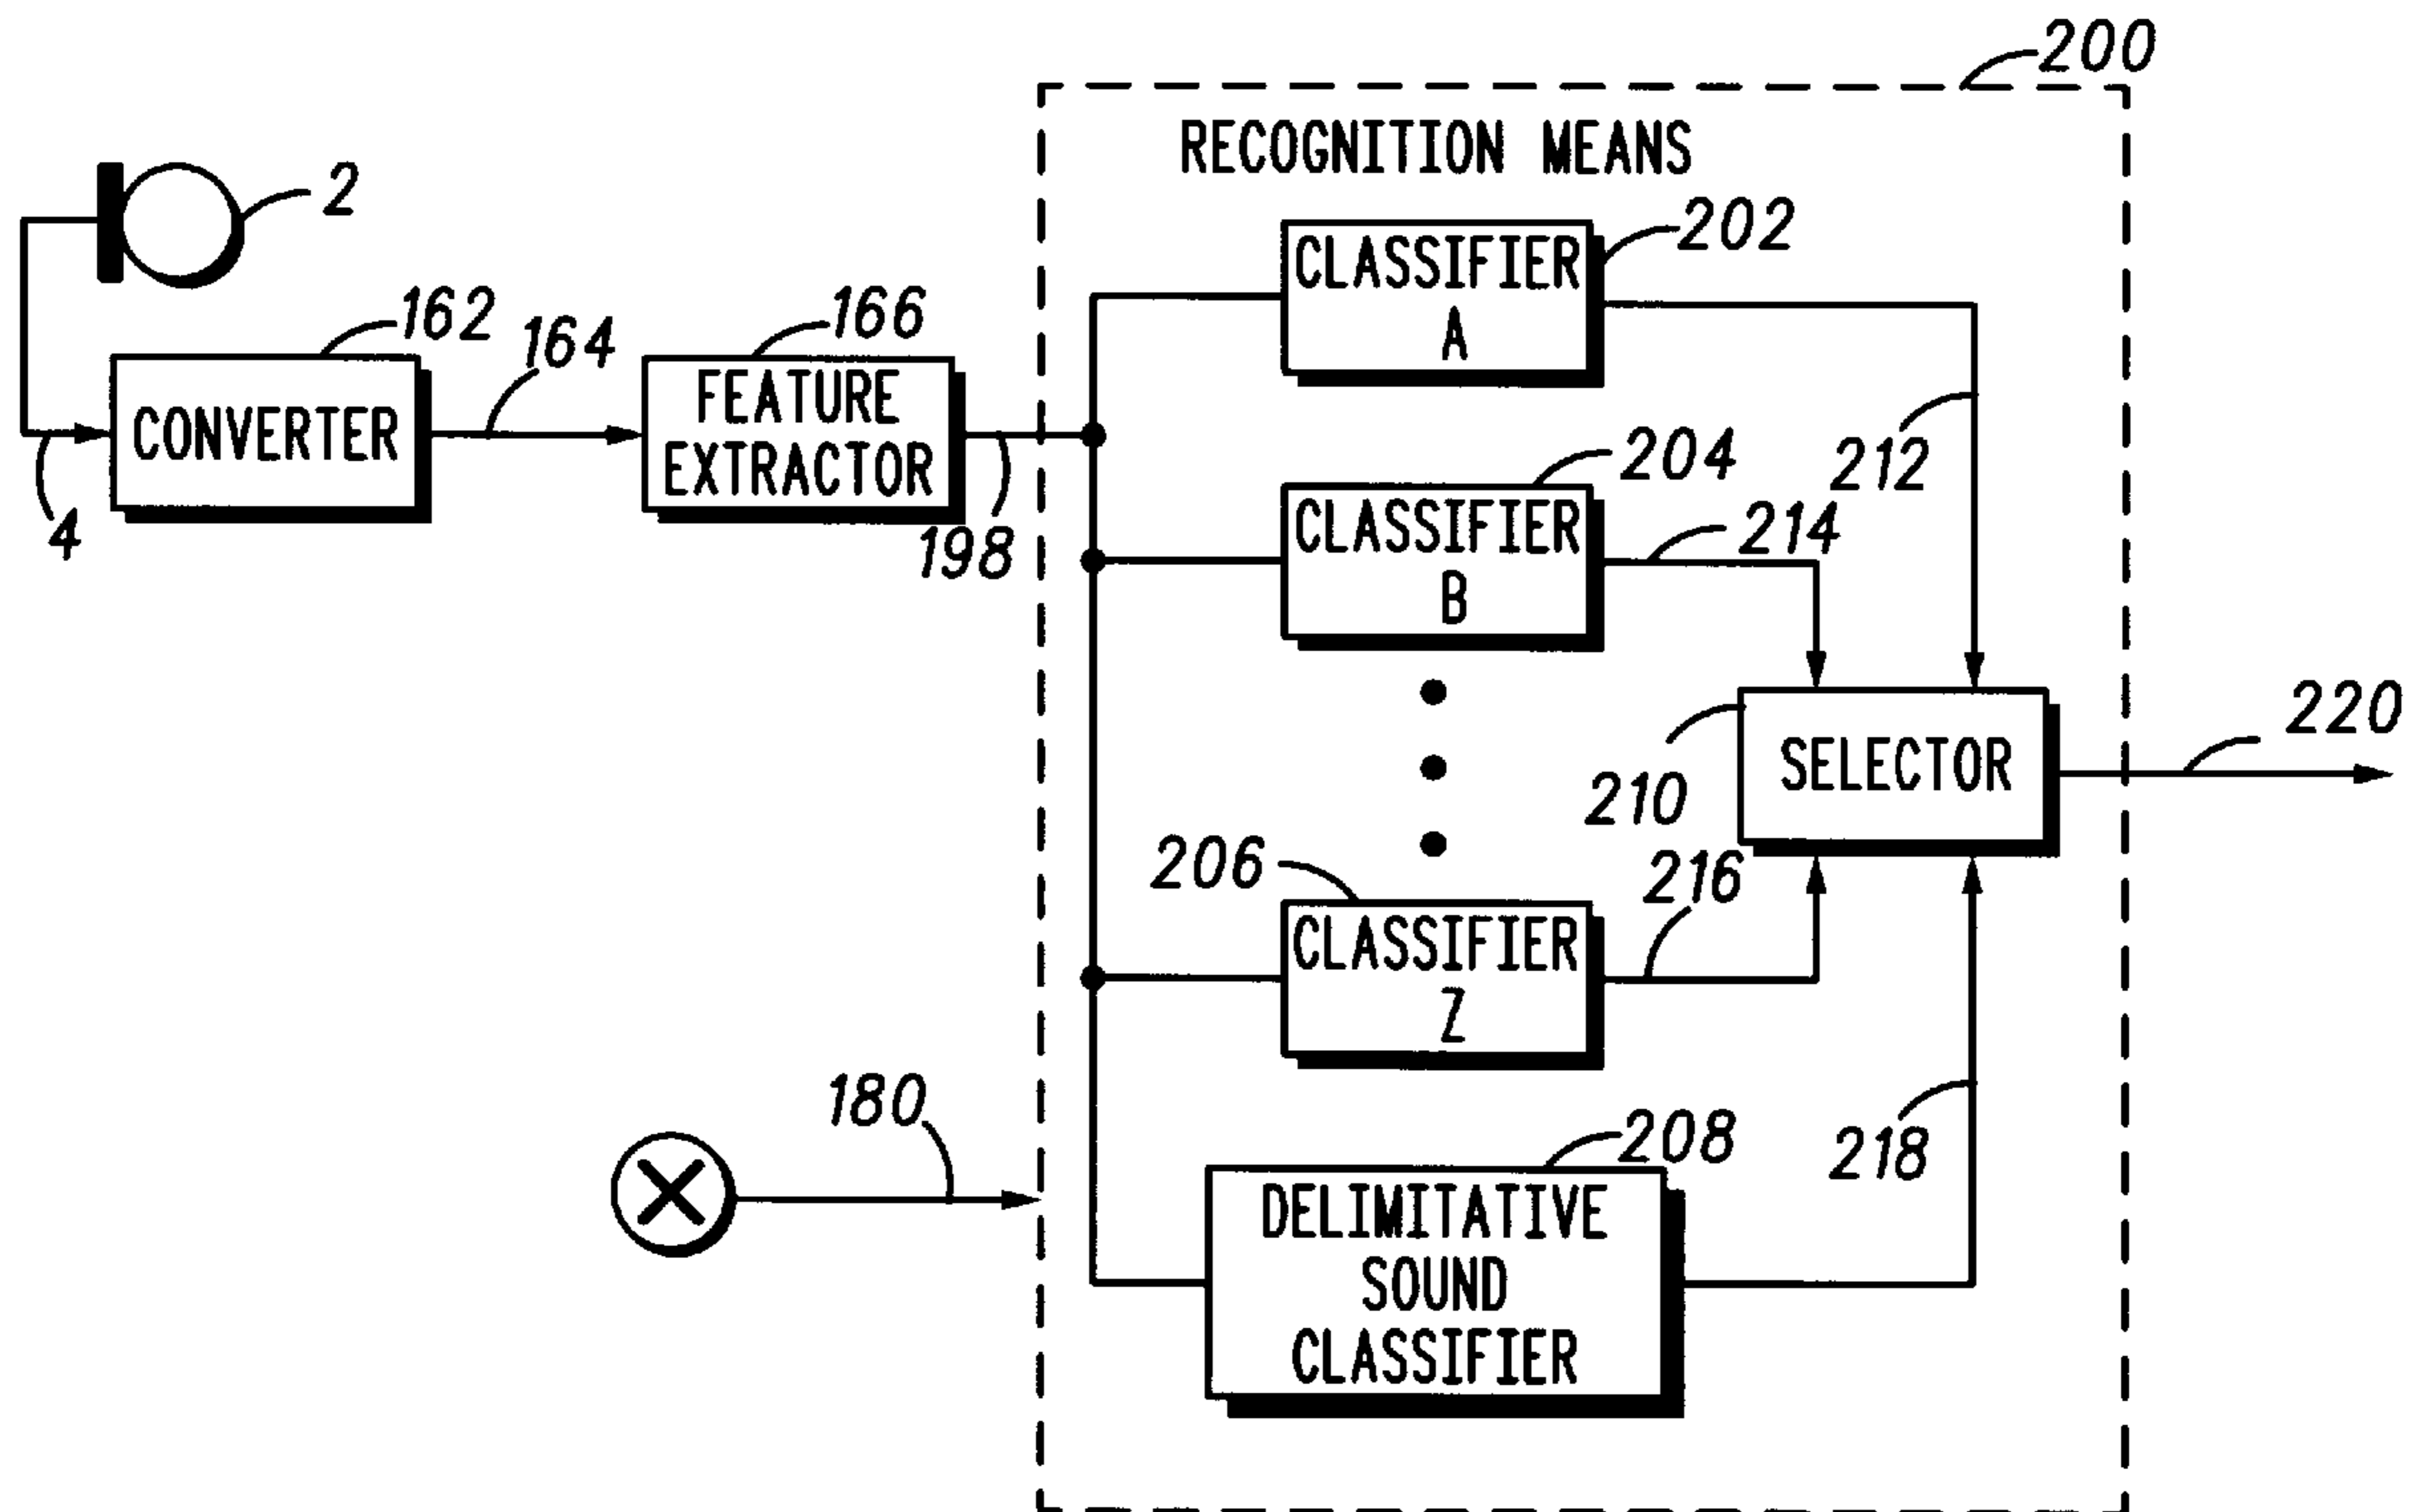 200
RECOGNITION MEANS
2
CLASSIFIER
A
202
162
164
166
CONVERTER
FEATURE
EXTRACTOR
4
198
212
204
CLASSIFIER
B
214
210
SELECTOR
220
206
216
CLASSIFIER
Z
180
208
218
DELIMITATIVE
SOUND
CLASSIFIER